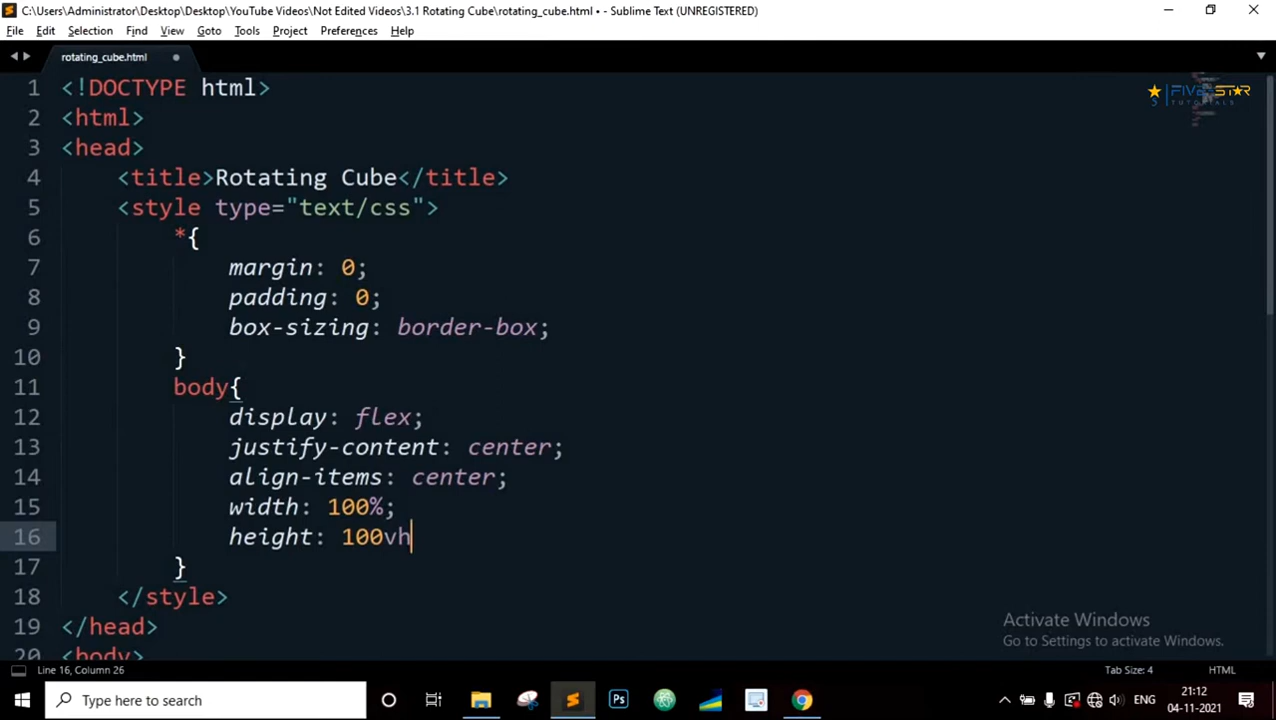 C:\Users\Administrator\Desktop\Desktop\YouTube Videos\Not Edited Videos\3.1 Rotating Cube\rotating_cube.html • - Sublime Text (UNREGISTERED)
File Edit Selection Find View Goto Tools Project Preferences Help
rotating_cube.html
1 <!DOCTYPE html>
2 <html>
3 <head>
4 <title>Rotating Cube</title>
5 <style type="text/css">
6 *{
7 margin: 0;
8 padding: 0;
9 box-sizing: border-box;
10 }
11 body{
12 display: flex;
13 justify-content: center;
14 align-items: center;
15 width: 100%;
16 height: 100vh
17 }
18 </style>
19 </head>
20 <body>
5 FIVE STAR
TUTORIALS
Activate Windows
Go to Settings to activate Windows.
Line 16, Column 26 Tab Size: 4 HTML
Type here to search
Ps
ENG
21:12
04-11-2021